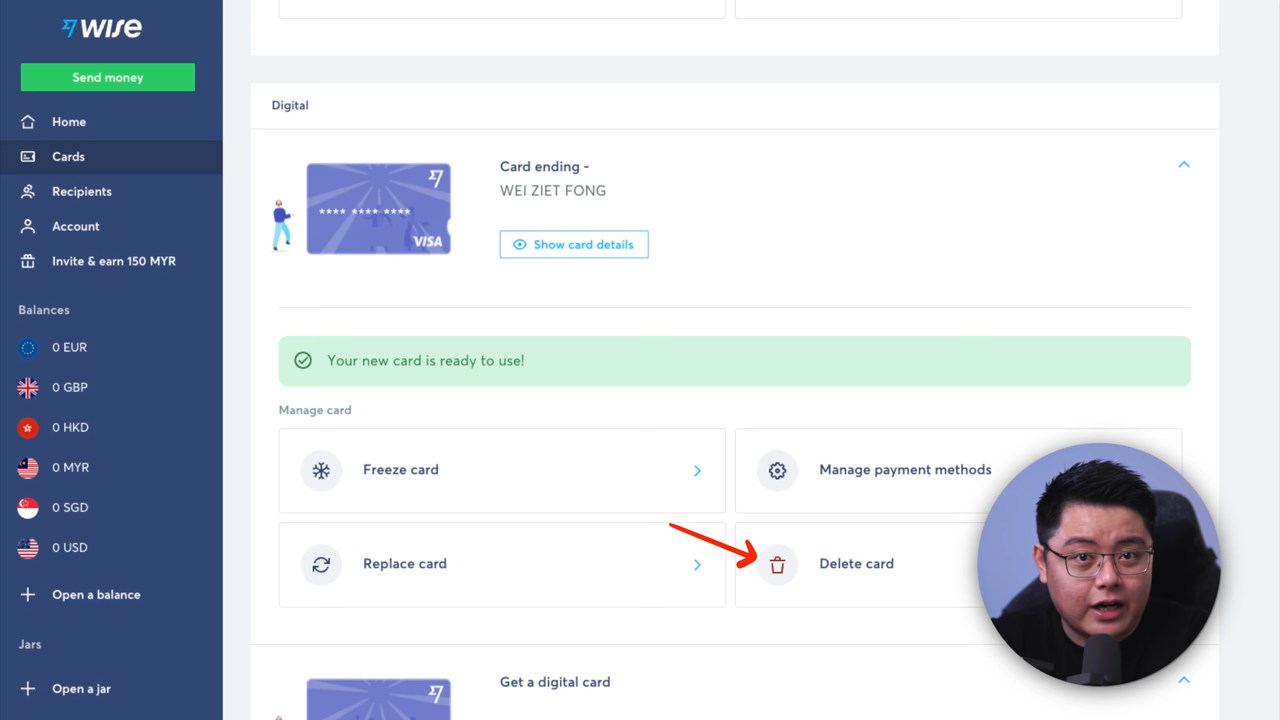 WISE
Send money
Home
Cards
Recipients
Account
Invite & earn 150 MYR
Balances
0 EUR
0 GBP
0 HKD
0 MYR
0 SGD
0 USD
Open a balance
Jars
Open a jar
Digital
**** **** ****
VISA
Card ending -
WEI ZIET FONG
Show card details
Your new card is ready to use!
Manage card
Freeze card
Manage payment methods
Replace card
Delete card
Get a digital card